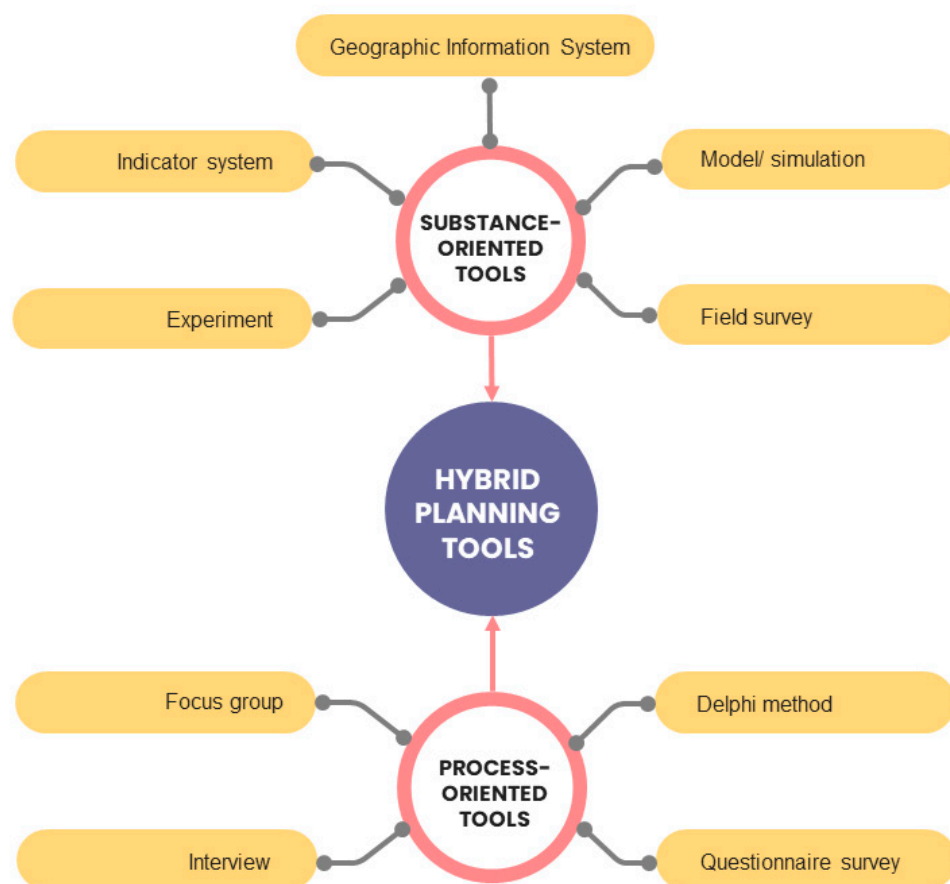 Geographic Information System
Indicator system
Model/ simulation
SUBSTANCE-
ORIENTED
TOOLS
Experiment
Field survey
HYBRID
PLANNING
TOOLS
Focus group
Delphi method
PROCESS-
ORIENTED
TOOLS
Interview
Questionnaire survey